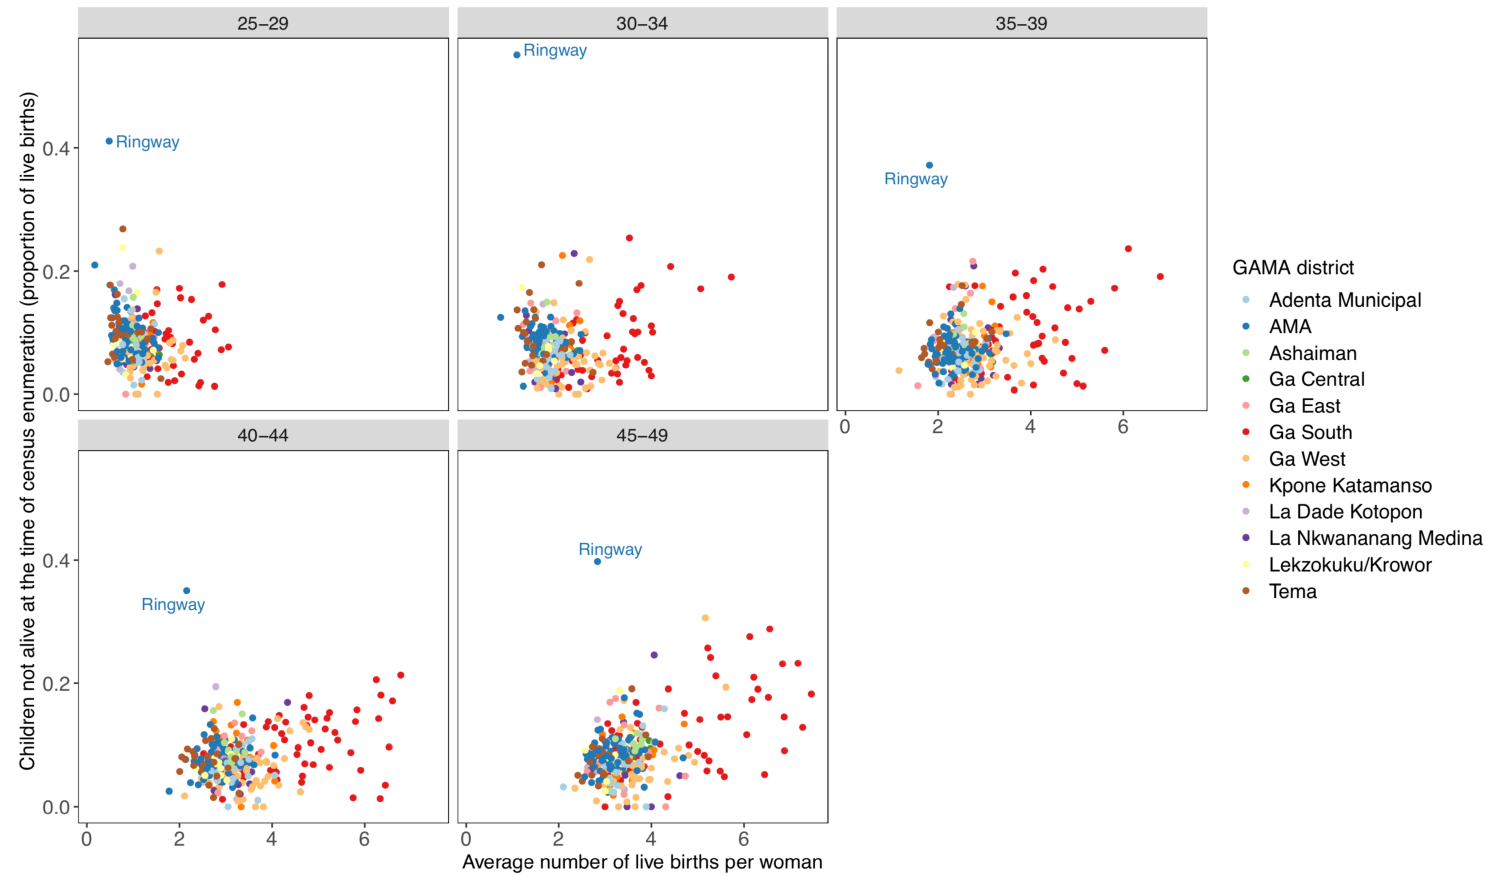 25−29
30−34
35−39
Ringway
Ringway
Ringway
0.4
0.2
0.0
0 2 4 6
40−44
45−49
Ringway
Ringway
0.4
0.2
0.0
0 2 4 6
0 2 4 6
Average number of live births per woman
Children not alive at the time of census enumeration (proportion of live births)
GAMA district
Adenta Municipal
AMA
Ashaiman
Ga Central
Ga East
Ga South
Ga West
Kpone Katamanso
La Dade Kotopon
La Nkwananang Medina
Lekzokuku/Krowor
Tema